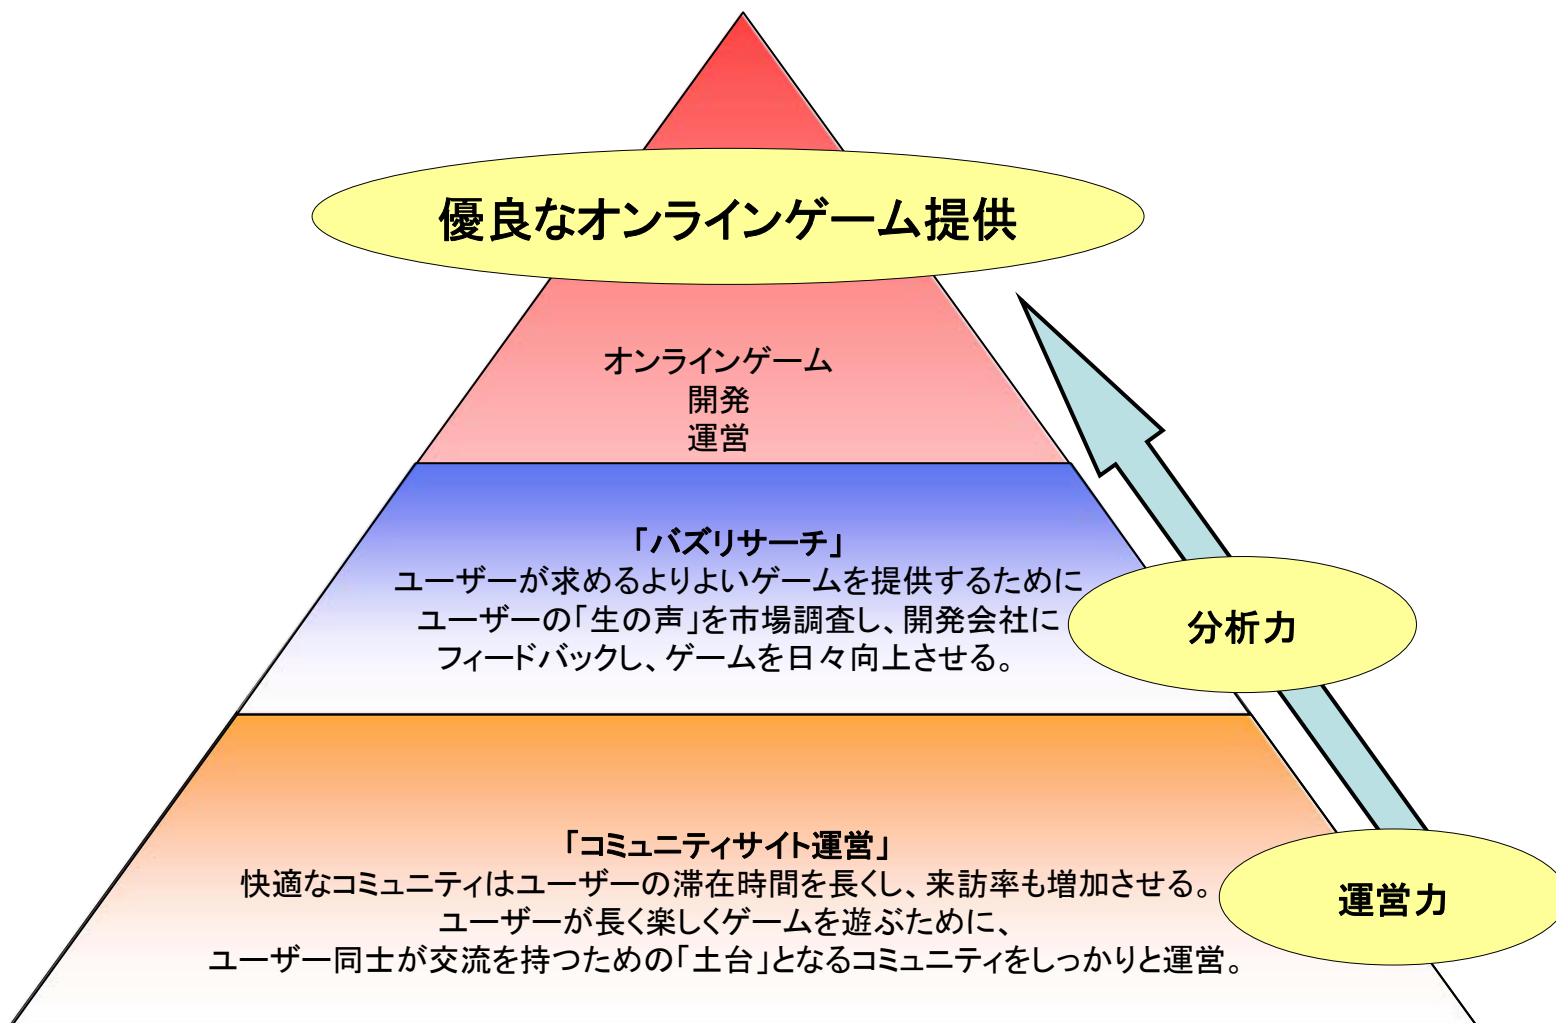 優良なオンラインゲーム提供
オンラインゲーム
開発
運営
「バズリサーチ」
ユーザーが求めるよりよいゲームを提供するために
ユーザーの「生の声」を市場調査し、開発会社に
フィードバックし、ゲームを日々向上させる。
分析力
「コミュニティサイト運営」
快適なコミュニティはユーザーの滞在時間を長くし、来訪率も増加させる。
ユーザーが長く楽しくゲームを遊ぶために、
ユーザー同士が交流を持つための「土台」となるコミュニティをしっかりと運営。
運営力